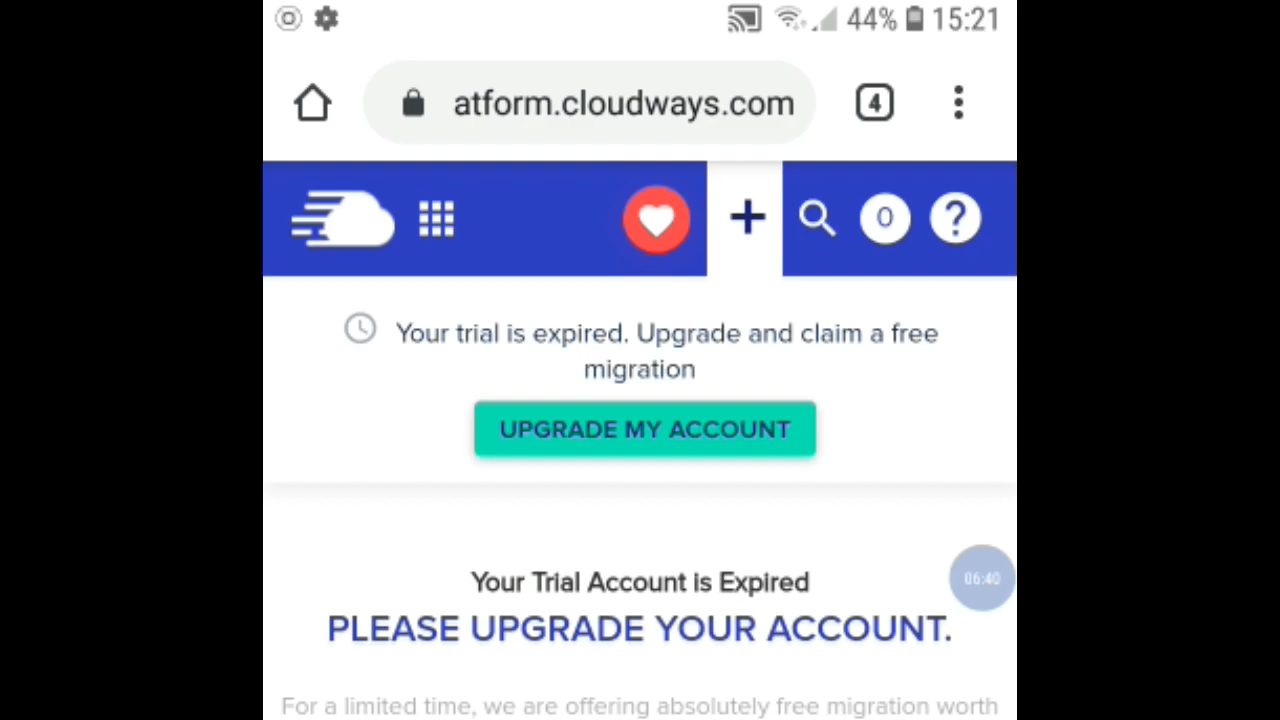 44% 15:21
atform.cloudways.com 4
0 ?
Your trial is expired. Upgrade and claim a free
migration
UPGRADE MY ACCOUNT
Your Trial Account is Expired
06:40
PLEASE UPGRADE YOUR ACCOUNT.
For a limited time, we are offering absolutely free migration worth